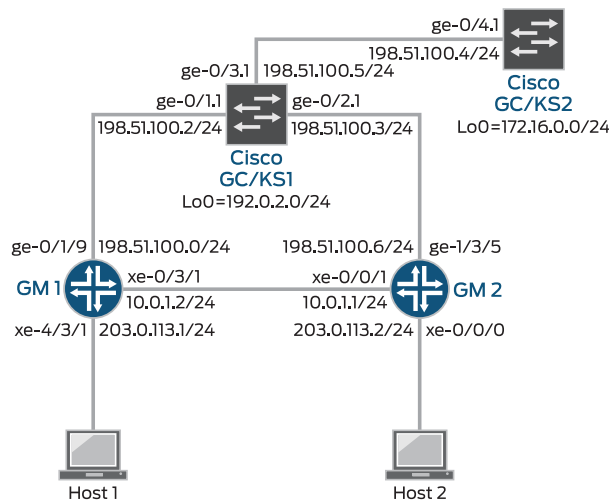 ge-0/4.1
198.51.100.4/24
Cisco
GC/KS2
Lo0=172.16.0.0/24
ge-0/3.1 198.51.100.5/24
ge-0/1.1 ge-0/2.1
198.51.100.2/24 198.51.100.3/24
Cisco
GC/KS1
Lo0=192.0.2.0/24
ge-0/1/9 198.51.100.0/24 198.51.100.6/24 ge-1/3/5
GM 1 xe-0/3/1 xe-0/0/1 GM 2
10.0.1.2/24 10.0.1.1/24
xe-4/3/1 203.0.113.1/24 203.0.113.2/24 xe-0/0/0
Host 1 Host 2